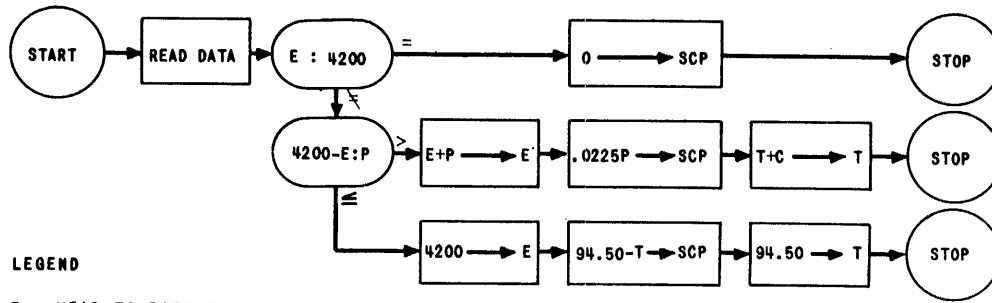 START
READ DATA
E : 4200
=
0 → SCP
STOP
≠
4200-E:P
>
E+P → E
.0225P → SCP
T+C → T
STOP
≤
4200 → E
94.50-T → SCP
94.50 → T
STOP
LEGEND